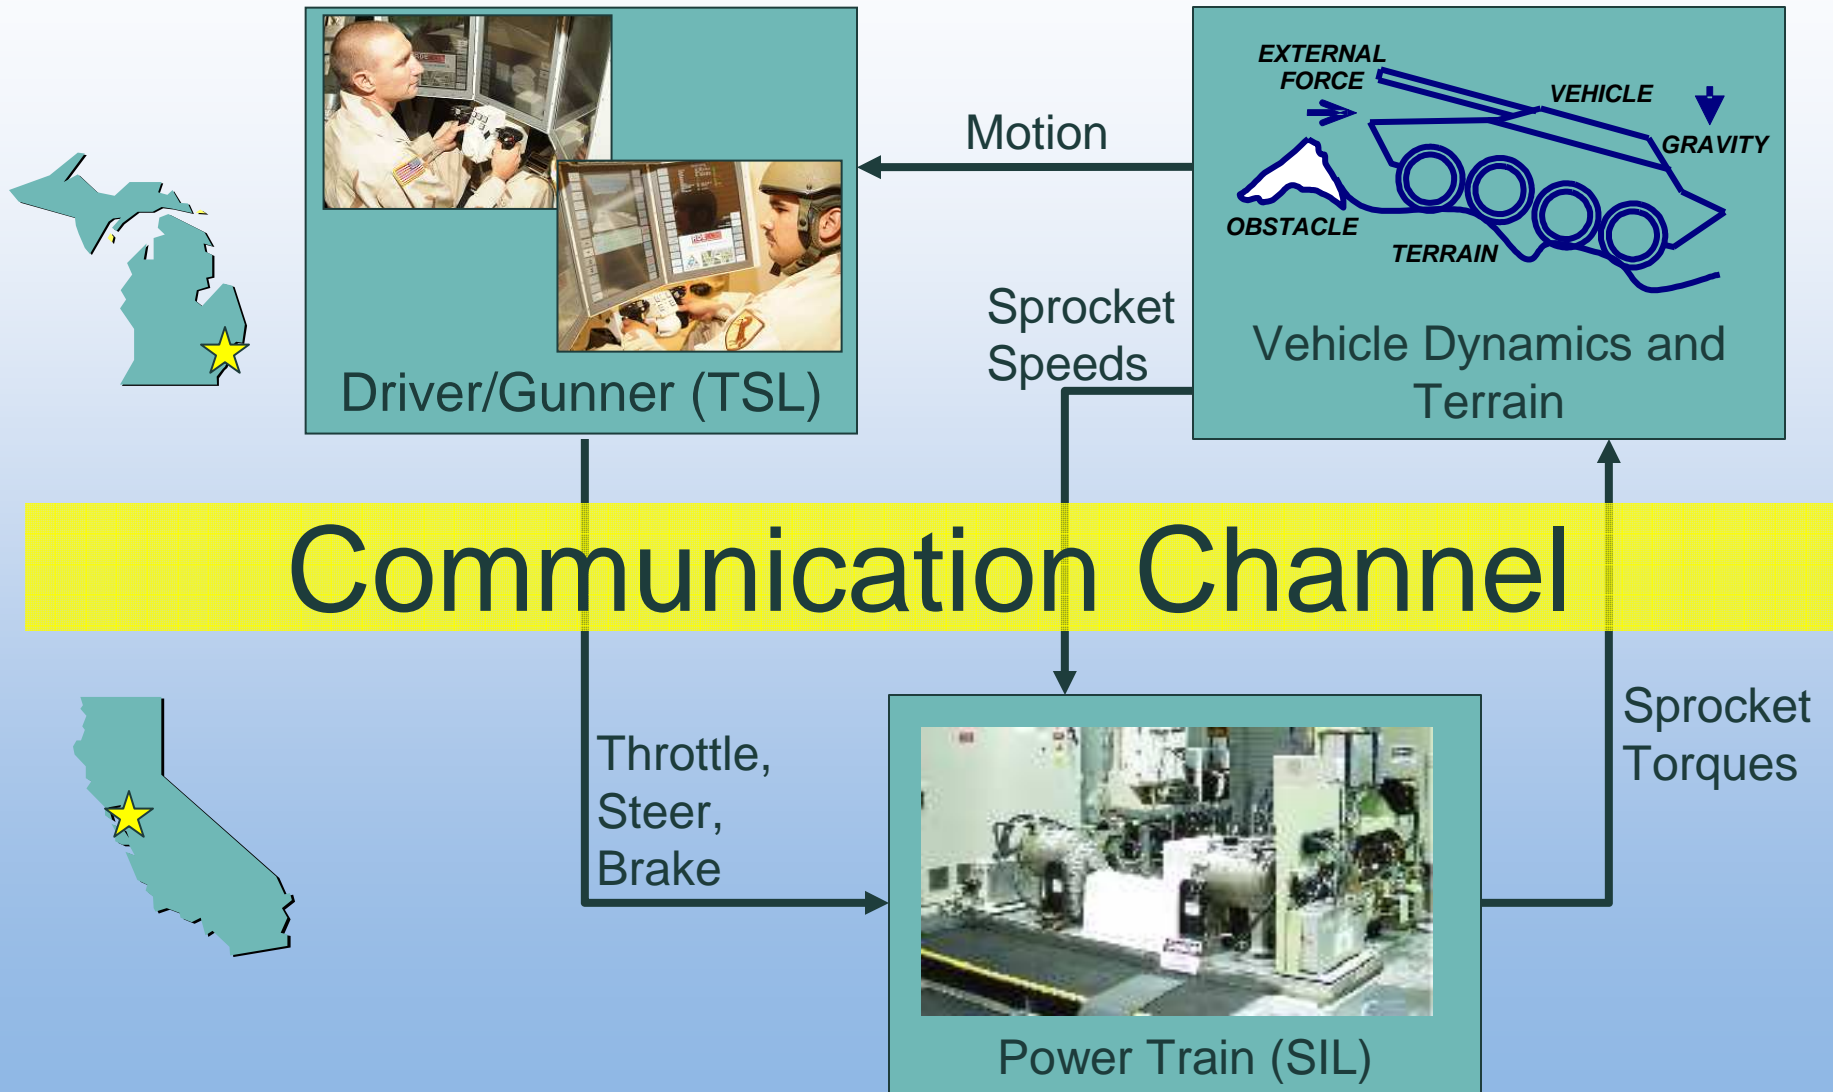 EXTERNAL
FORCE
VEHICLE
GRAVITY
OBSTACLE
TERRAIN
Vehicle Dynamics and
Terrain
Motion
Driver/Gunner (TSL)
Sprocket
Speeds
Communication Channel
Throttle,
Steer,
Brake
Sprocket
Torques
Power Train (SIL)